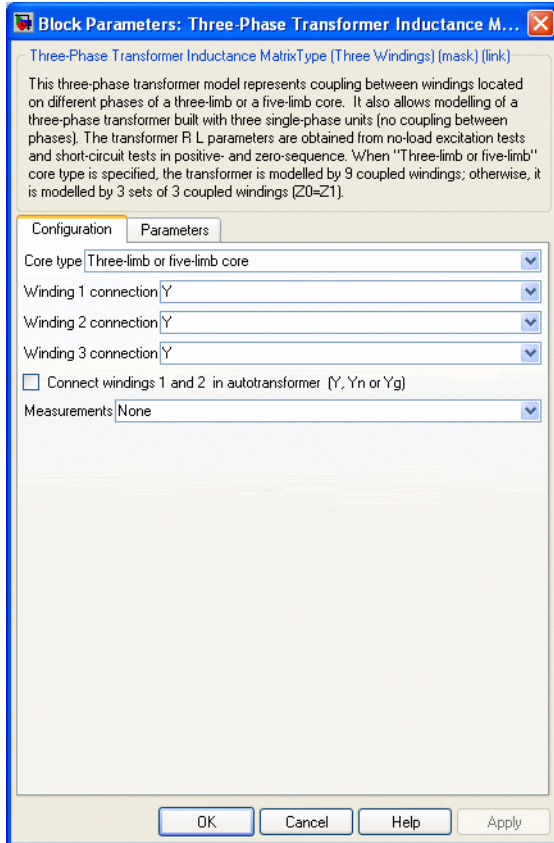 Block Parameters: Three-Phase Transformer Inductance M...
Three-Phase Transformer Inductance MatrixType (Three Windings) (mask) (link)
This three-phase transformer model represents coupling between windings located
on different phases of a three-limb or a five-limb core. It also allows modelling of a
three-phase transformer built with three single-phase units (no coupling between
phases). The transformer R L parameters are obtained from no-load excitation tests
and short-circuit tests in positive- and zero-sequence. When "Three-limb or five-limb"
core type is specified, the transformer is modelled by 9 coupled windings; otherwise, it
is modelled by 3 sets of 3 coupled windings (Z0=Z1).
Configuration Parameters
Core type Three-limb or five-limb core
Winding 1 connection Y
Winding 2 connection Y
Winding 3 connection Y
Connect windings 1 and 2 in autotransformer (Y, Yn or Yg)
Measurements None
OK Cancel Help Apply